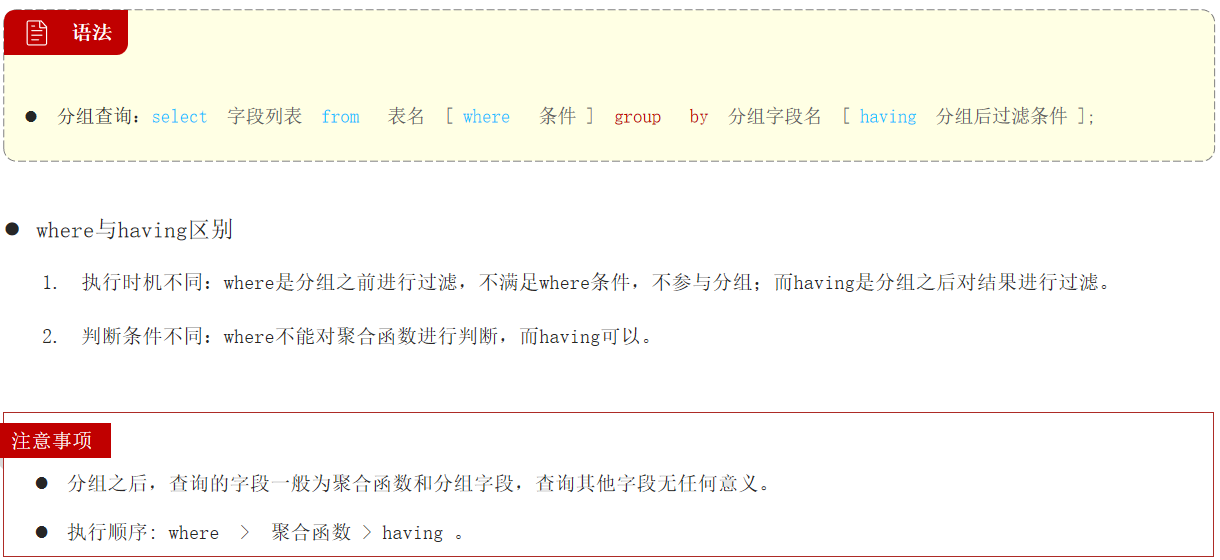 语法
● 分组查询：select 字段列表 from 表名 [ where 条件 ] group by 分组字段名 [ having 分组后过滤条件 ];
● where与having区别
1. 执行时机不同：where是分组之前进行过滤，不满足where条件，不参与分组；而having是分组之后对结果进行过滤。
2. 判断条件不同：where不能对聚合函数进行判断，而having可以。
注意事项
● 分组之后，查询的字段一般为聚合函数和分组字段，查询其他字段无任何意义。
● 执行顺序: where > 聚合函数 > having 。